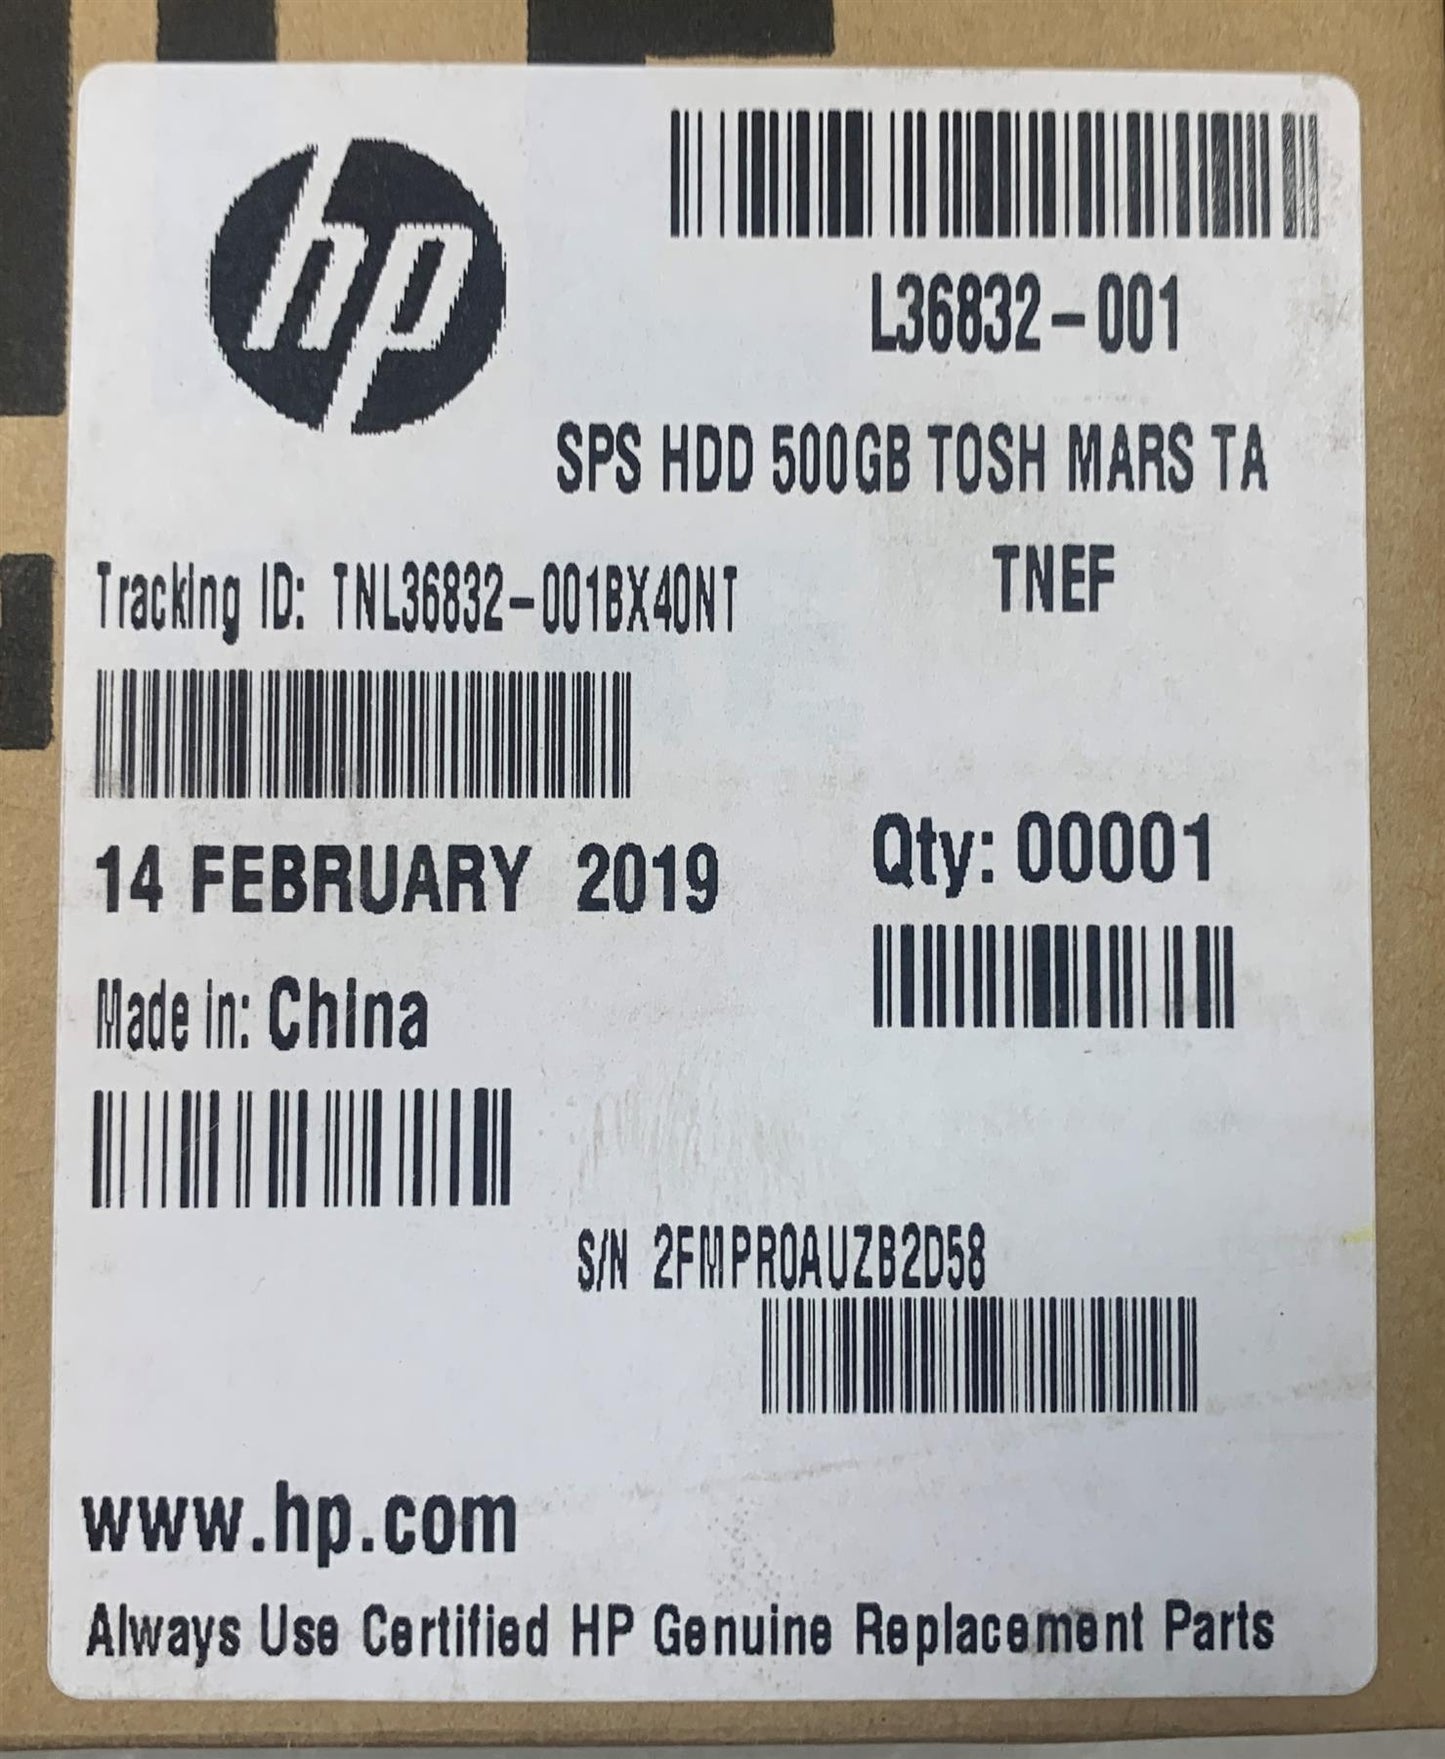 hp
L36832-001
SPS HDD 500GB TOSH MARS TA
TNEF
Tracking ID: TNL36832-001BX40NT
14 FEBRUARY 2019
Qty: 00001
Made in: China
S/N 2FMPR0AUZB2D58
www.hp.com
Always Use Certified HP Genuine Replacement Parts